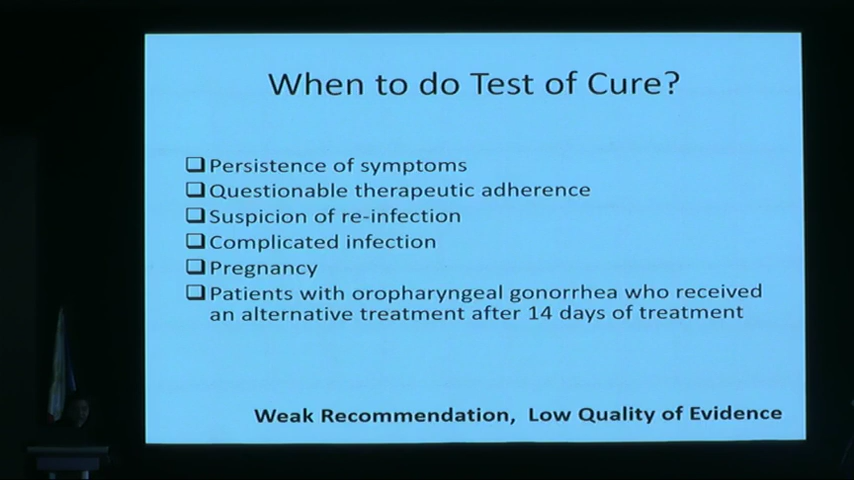 When to do Test of Cure?
❑ Persistence of symptoms
❑ Questionable therapeutic adherence
❑ Suspicion of re-infection
❑ Complicated infection
❑ Pregnancy
❑ Patients with oropharyngeal gonorrhea who received
an alternative treatment after 14 days of treatment
Weak Recommendation, Low Quality of Evidence